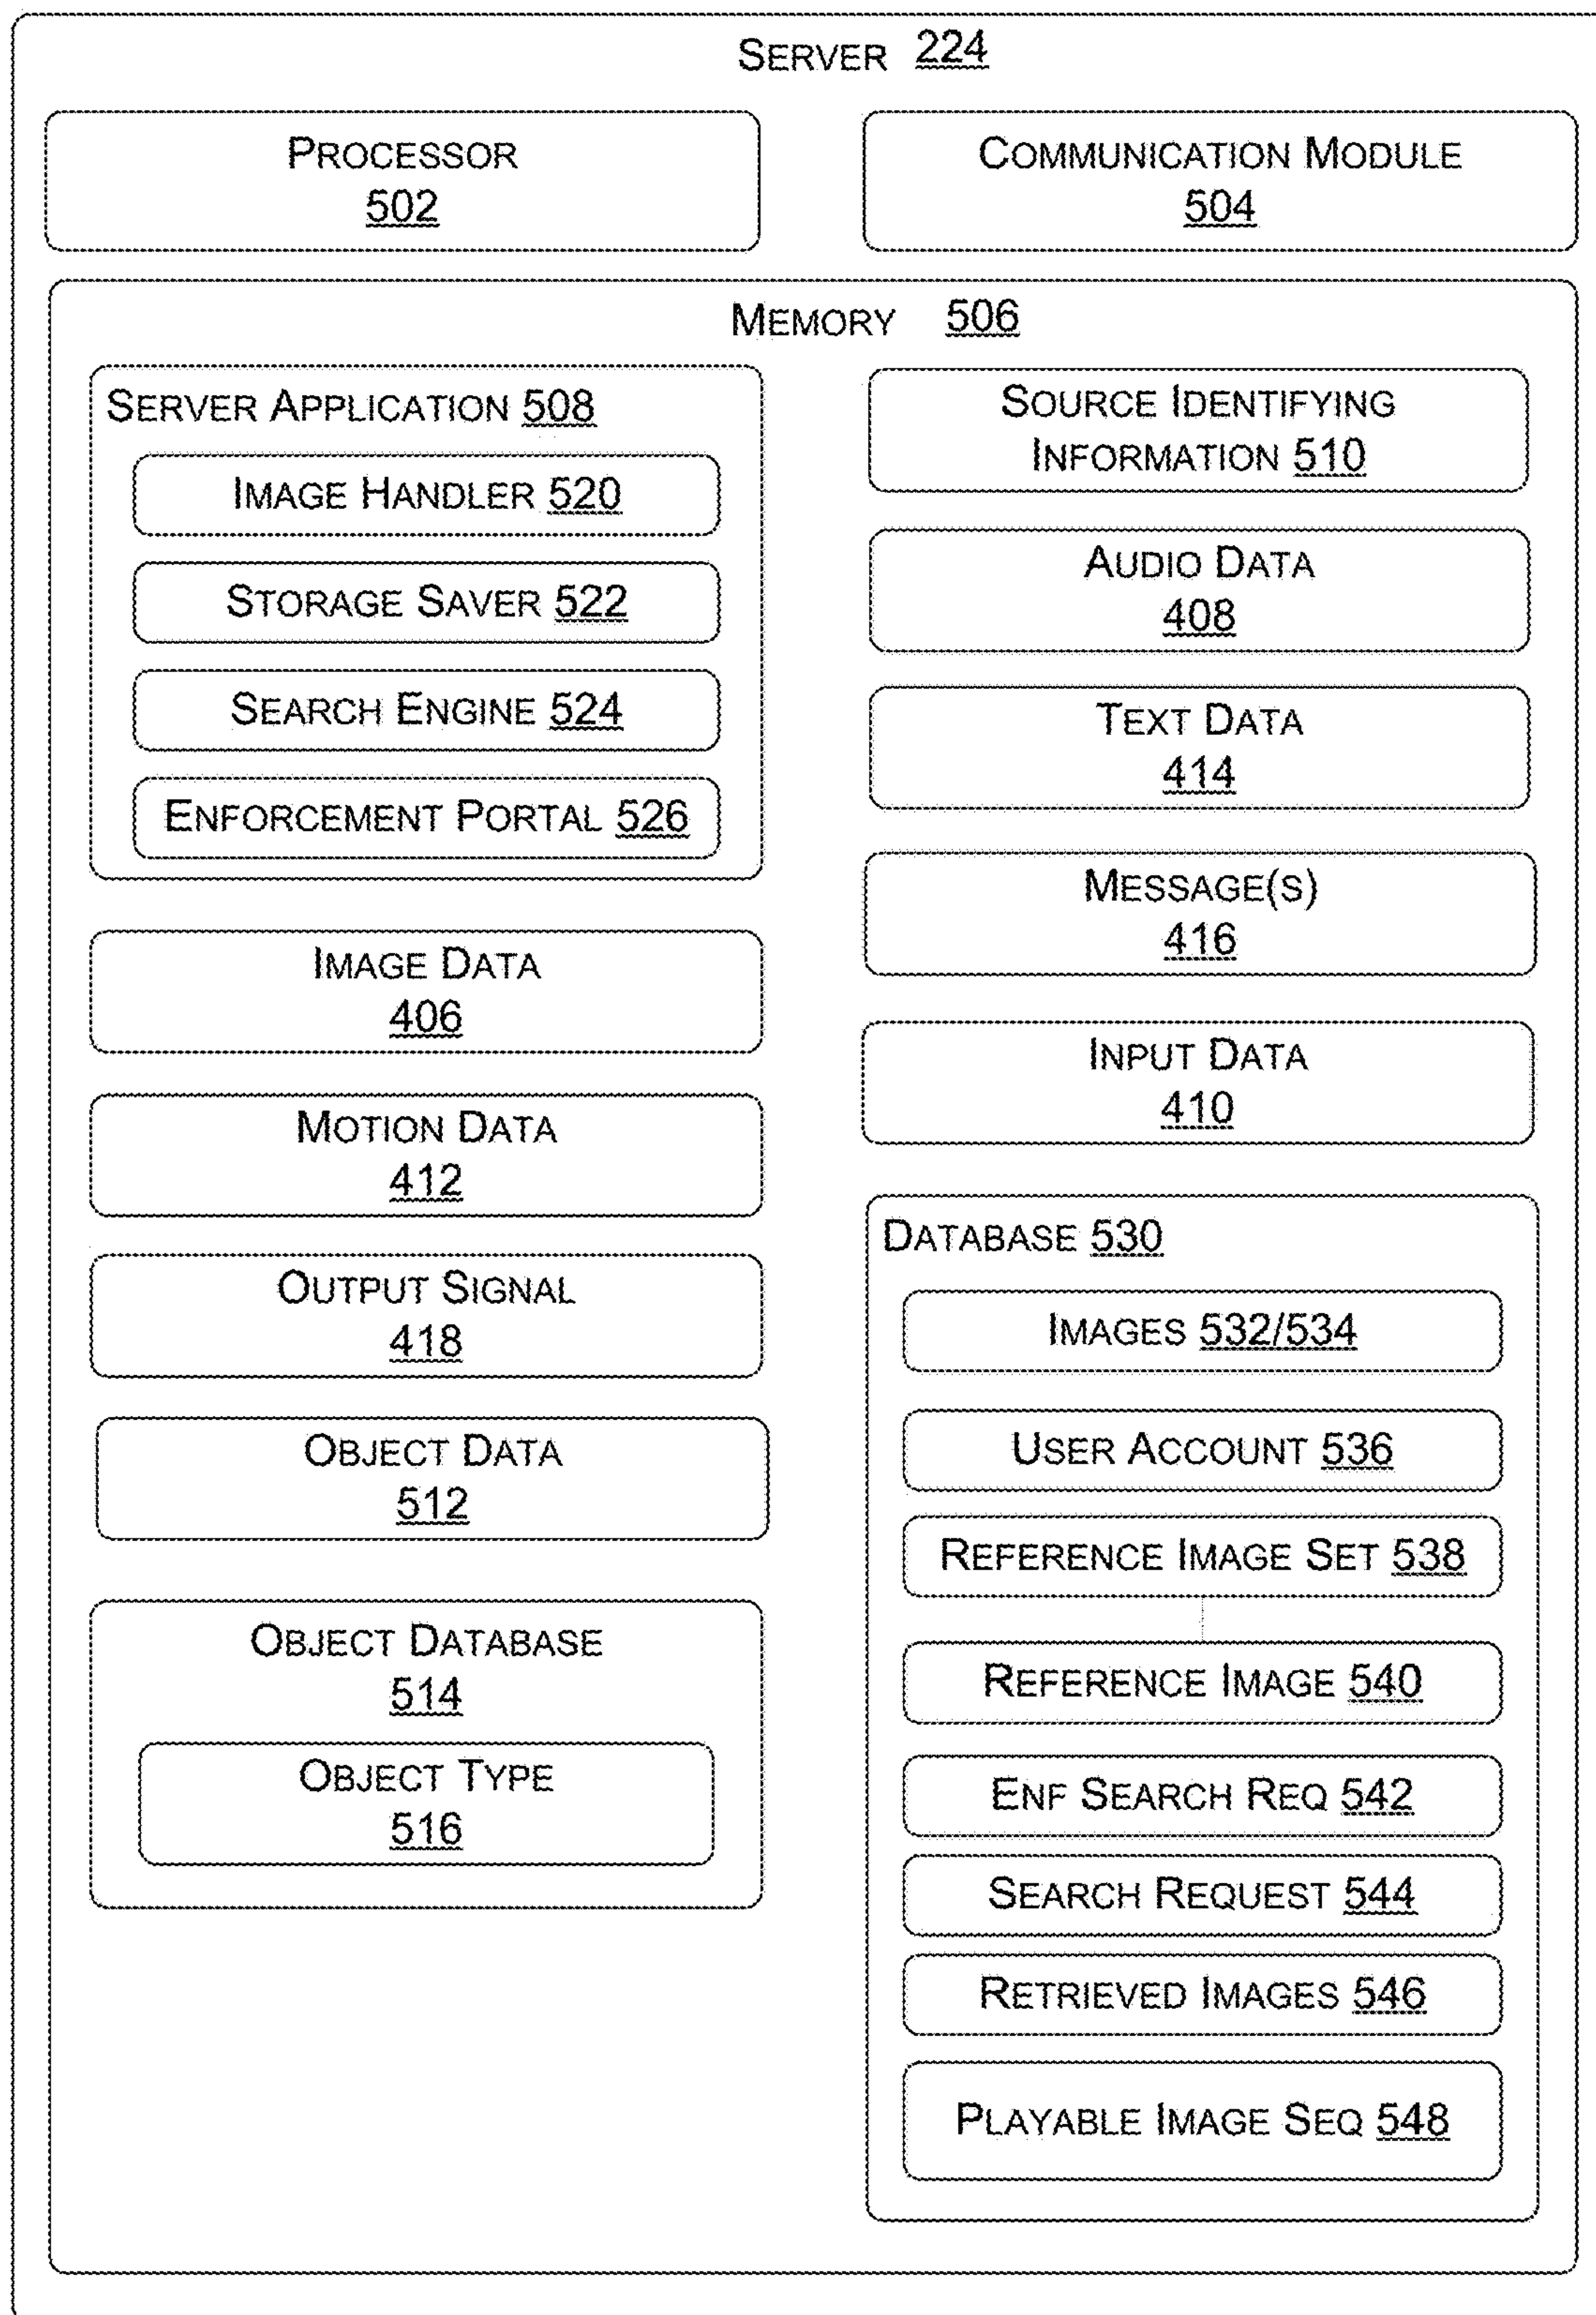 SERVER 224
PROCESSOR
502
COMMUNICATION MODULE
504
MEMORY 506
SERVER APPLICATION 508
IMAGE HANDLER 520
STORAGE SAVER 522
SEARCH ENGINE 524
ENFORCEMENT PORTAL 526
IMAGE DATA
406
MOTION DATA
412
OUTPUT SIGNAL
418
OBJECT DATA
512
OBJECT DATABASE
514
OBJECT TYPE
516
SOURCE IDENTIFYING
INFORMATION 510
AUDIO DATA
408
TEXT DATA
414
MESSAGE(S)
416
INPUT DATA
410
DATABASE 530
IMAGES 532/534
USER ACCOUNT 536
REFERENCE IMAGE SET 538
REFERENCE IMAGE 540
ENF SEARCH REQ 542
SEARCH REQUEST 544
RETRIEVED IMAGES 546
PLAYABLE IMAGE SEQ 548